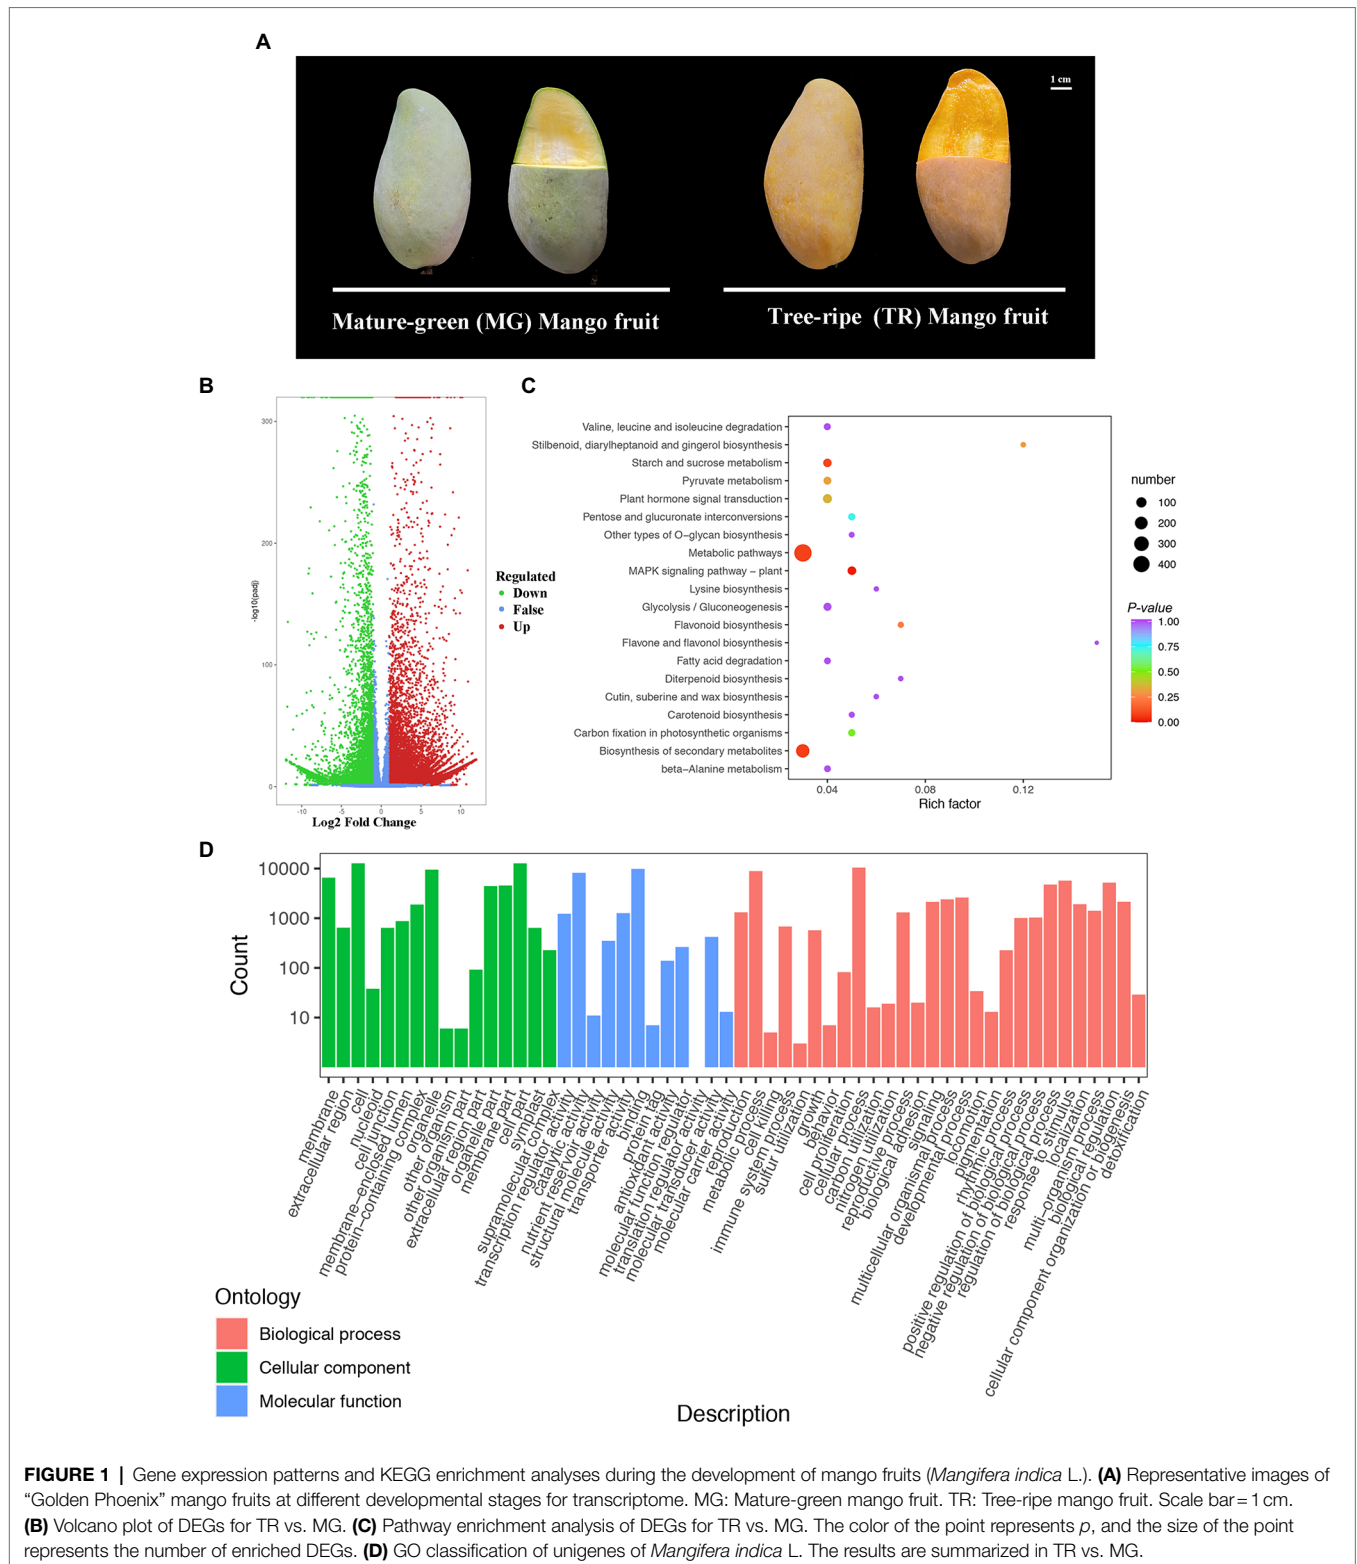 A
1 cm
Mature-green (MG) Mango fruit
Tree-ripe (TR) Mango fruit
B
300
200
100
0
-log10(padj)
-10
-5
0
5
10
Log2 Fold Change
Regulated
Down
False
Up
C
Valine, leucine and isoleucine degradation
Stilbenoid, diarylheptanoid and gingerol biosynthesis
Starch and sucrose metabolism
Pyruvate metabolism
Plant hormone signal transduction
Pentose and glucuronate interconversions
Other types of O−glycan biosynthesis
Metabolic pathways
MAPK signaling pathway − plant
Lysine biosynthesis
Glycolysis / Gluconeogenesis
Flavonoid biosynthesis
Flavone and flavonol biosynthesis
Fatty acid degradation
Diterpenoid biosynthesis
Cutin, suberine and wax biosynthesis
Carotenoid biosynthesis
Carbon fixation in photosynthetic organisms
Biosynthesis of secondary metabolites
beta−Alanine metabolism
0.04
0.08
0.12
Rich factor
number
100
200
300
400
P-value
1.00
0.75
0.50
0.25
0.00
D
10000
1000
100
10
Count
membrane
extracellular region
cell
nucleoid
cell junction
membrane−enclosed lumen
protein−containing complex
organelle
other organism
other organism part
extracellular region part
organelle part
membrane part
cell part
symplast
supramolecular complex
transcription regulator activity
catalytic activity
nutrient reservoir activity
structural molecule activity
transporter activity
binding
protein tag
antioxidant activity
molecular function regulator
translation regulator activity
molecular transducer activity
molecular carrier activity
reproduction
metabolic process
cell killing
immune system process
sulfur utilization
growth
behavior
cell proliferation
cellular process
carbon utilization
nitrogen utilization
reproductive process
biological adhesion
signaling
multicellular organismal process
developmental process
locomotion
pigmentation
rhythmic process
positive regulation of biological process
negative regulation of biological process
regulation of biological process
response to stimulus
localization
multi−organism process
biological regulation
cellular component organization or biogenesis
detoxification
Description
Ontology
Biological process
Cellular component
Molecular function
FIGURE 1 | Gene expression patterns and KEGG enrichment analyses during the development of mango fruits (Mangifera indica L.). (A) Representative images of
“Golden Phoenix” mango fruits at different developmental stages for transcriptome. MG: Mature-green mango fruit. TR: Tree-ripe mango fruit. Scale bar = 1 cm.
(B) Volcano plot of DEGs for TR vs. MG. (C) Pathway enrichment analysis of DEGs for TR vs. MG. The color of the point represents p, and the size of the point
represents the number of enriched DEGs. (D) GO classification of unigenes of Mangifera indica L. The results are summarized in TR vs. MG.